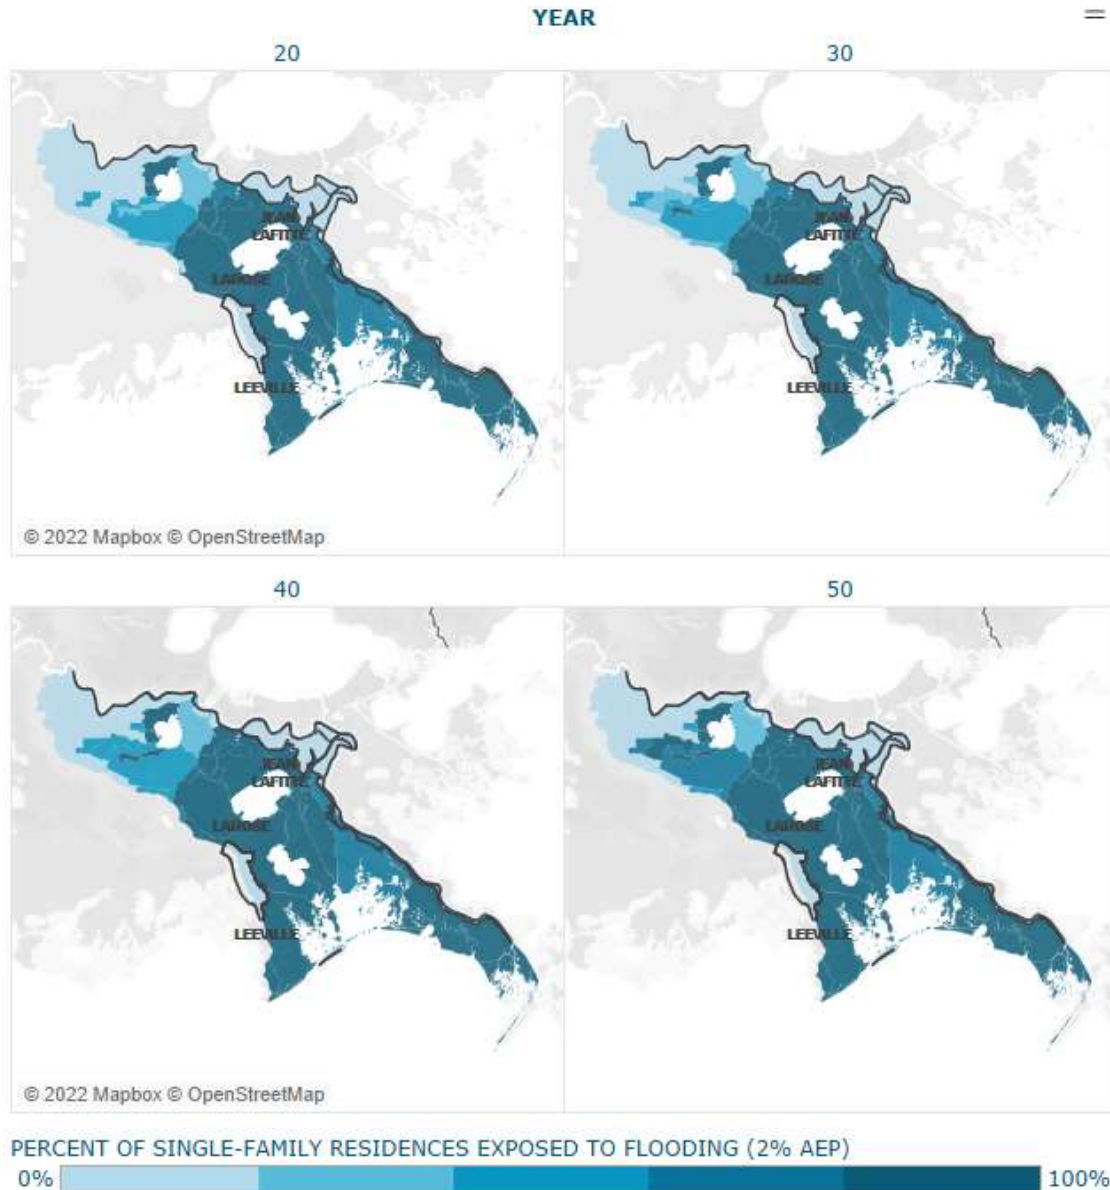 YEAR
20
30
JEAN
LAFITTE
LAROSE
LEEVILLE
JEAN
LAFITTE
LAROSE
LEEVILLE
© 2022 Mapbox © OpenStreetMap
40
50
JEAN
LAFITTE
LAROSE
LEEVILLE
JEAN
LAFITTE
LAROSE
LEEVILLE
© 2022 Mapbox © OpenStreetMap
PERCENT OF SINGLE-FAMILY RESIDENCES EXPOSED TO FLOODING (2% AEP)
0% 100%